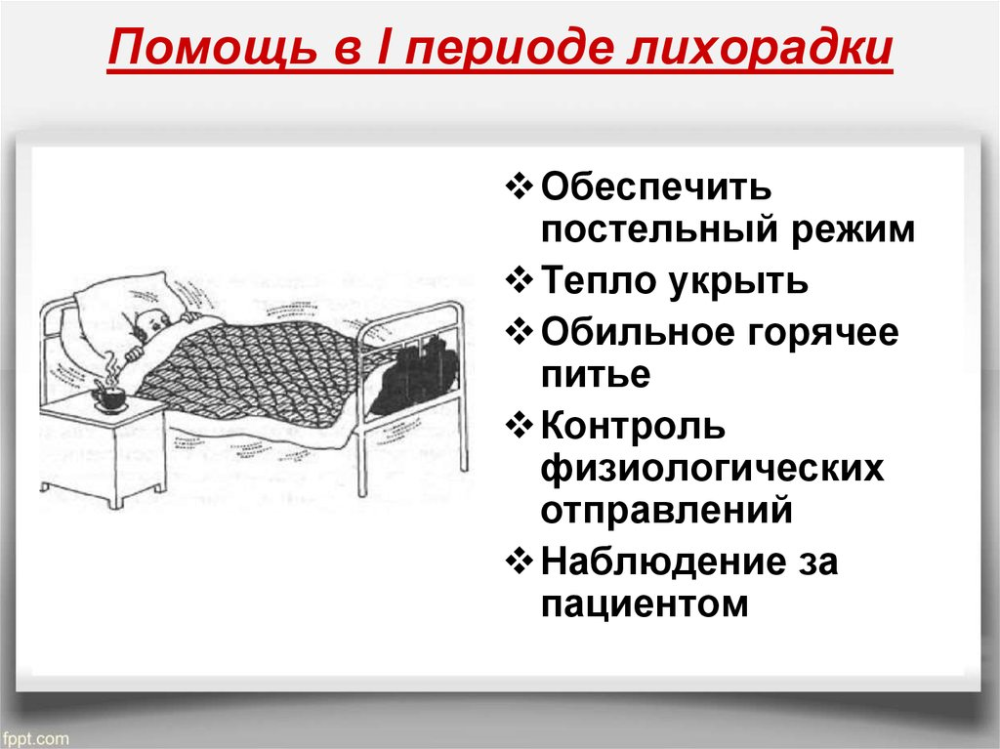 Помощь в I периоде лихорадки
❖Обеспечить
постельный режим
❖Тепло укрыть
❖Обильное горячее
питье
❖Контроль
физиологических
отправлений
❖Наблюдение за
пациентом
fppt.com